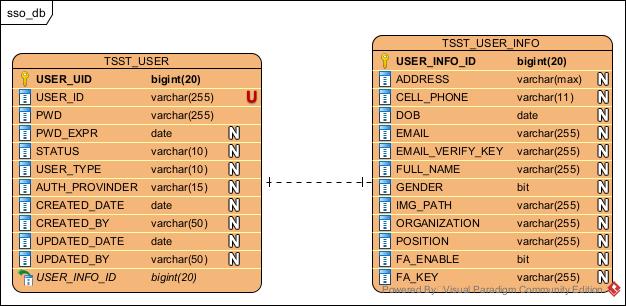 sso_db
TSST_USER
USER_UID bigint(20)
USER_ID varchar(255) U
PWD varchar(255)
PWD_EXPR date N
STATUS varchar(10) N
USER_TYPE varchar(10) N
AUTH_PROVINDER varchar(15) N
CREATED_DATE date N
CREATED_BY varchar(50) N
UPDATED_DATE date N
UPDATED_BY varchar(50) N
USER_INFO_ID bigint(20)
TSST_USER_INFO
USER_INFO_ID bigint(20)
ADDRESS varchar(max) N
CELL_PHONE varchar(11) N
DOB date N
EMAIL varchar(255) N
EMAIL_VERIFY_KEY varchar(255) N
FULL_NAME varchar(255) N
GENDER bit N
IMG_PATH varchar(255) N
ORGANIZATION varchar(255) N
POSITION varchar(255) N
FA_ENABLE bit N
FA_KEY varchar(255) N
Powered By: Visual Paradigm Community Edition